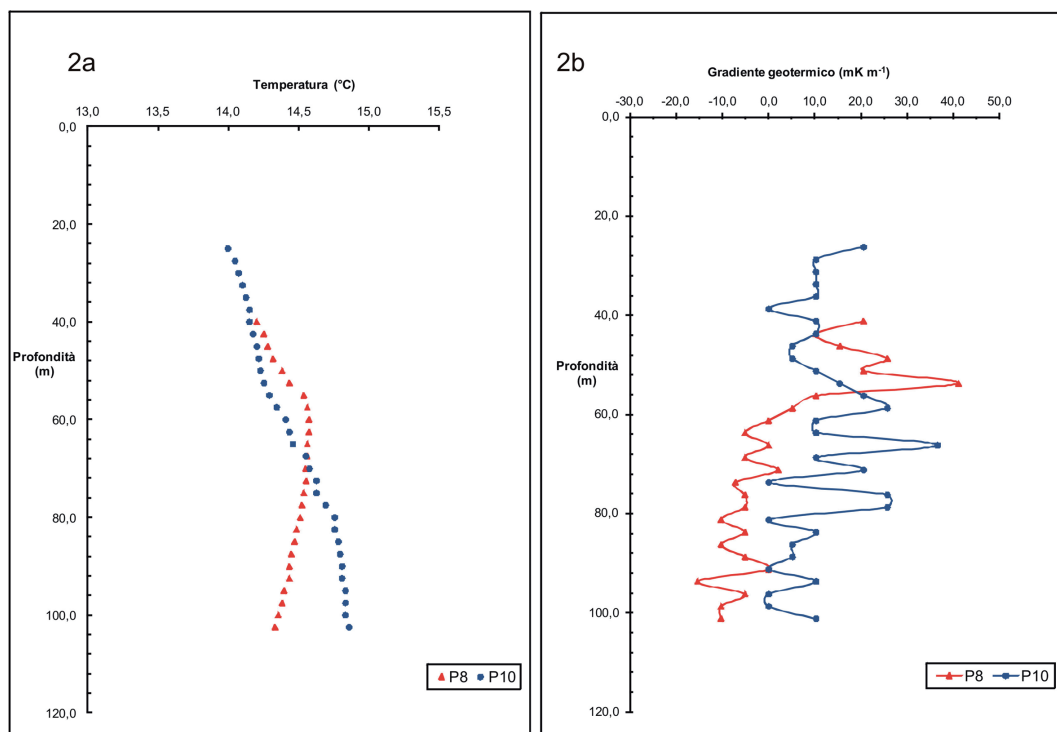 2a
Temperatura (°C)
13,0 13,5 14,0 14,5 15,0 15,5
0,0
20,0
40,0
Profondità
(m)
60,0
80,0
100,0
120,0
P8 P10
2b
Gradiente geotermico (mK m⁻¹)
-30,0 -20,0 -10,0 0,0 10,0 20,0 30,0 40,0 50,0
0,0
20,0
40,0
Profondità
(m)
60,0
80,0
100,0
120,0
P8 P10